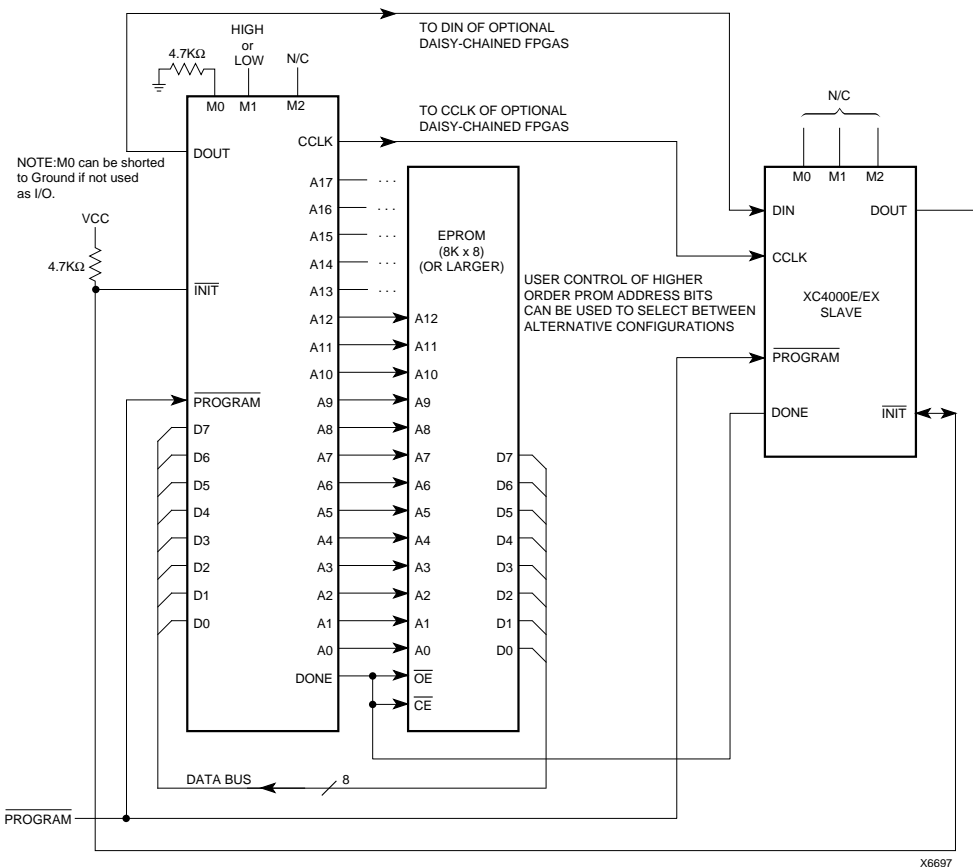 TO DIN OF OPTIONAL
DAISY-CHAINED FPGAS
HIGH
or
LOW
4.7KΩ
N/C
M0
M1
M2
TO CCLK OF OPTIONAL
DAISY-CHAINED FPGAS
N/C
DOUT
CCLK
NOTE:M0 can be shorted
to Ground if not used
as I/O.
M0
M1
M2
A17
...
A16
...
A15
...
A14
...
A13
...
VCC
4.7KΩ
INIT
EPROM
(8K x 8)
(OR LARGER)
DIN
DOUT
CCLK
USER CONTROL OF HIGHER
ORDER PROM ADDRESS BITS
CAN BE USED TO SELECT BETWEEN
ALTERNATIVE CONFIGURATIONS
XC4000E/EX
SLAVE
A12
A12
A11
A11
A10
A10
PROGRAM
PROGRAM
A9
A9
DONE
INIT
D7
A8
A8
D6
A7
A7
D7
D5
A6
A6
D6
D4
A5
A5
D5
D3
A4
A4
D4
D2
A3
A3
D3
D1
A2
A2
D2
D0
A1
A1
D1
A0
A0
D0
DONE
OE
CE
DATA BUS
8
PROGRAM
X6697